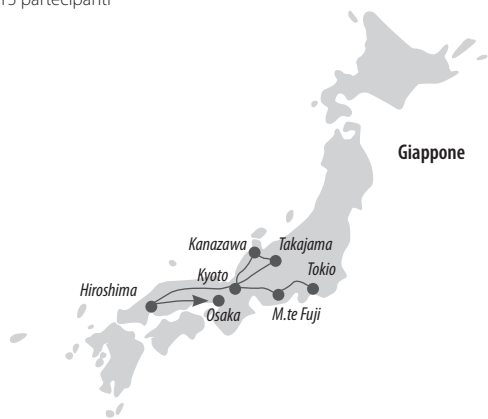 15 partecipanti
Giappone
Kanazawa
Takajama
Kyoto
Tokio
Hiroshima
Osaka
M.te Fuji